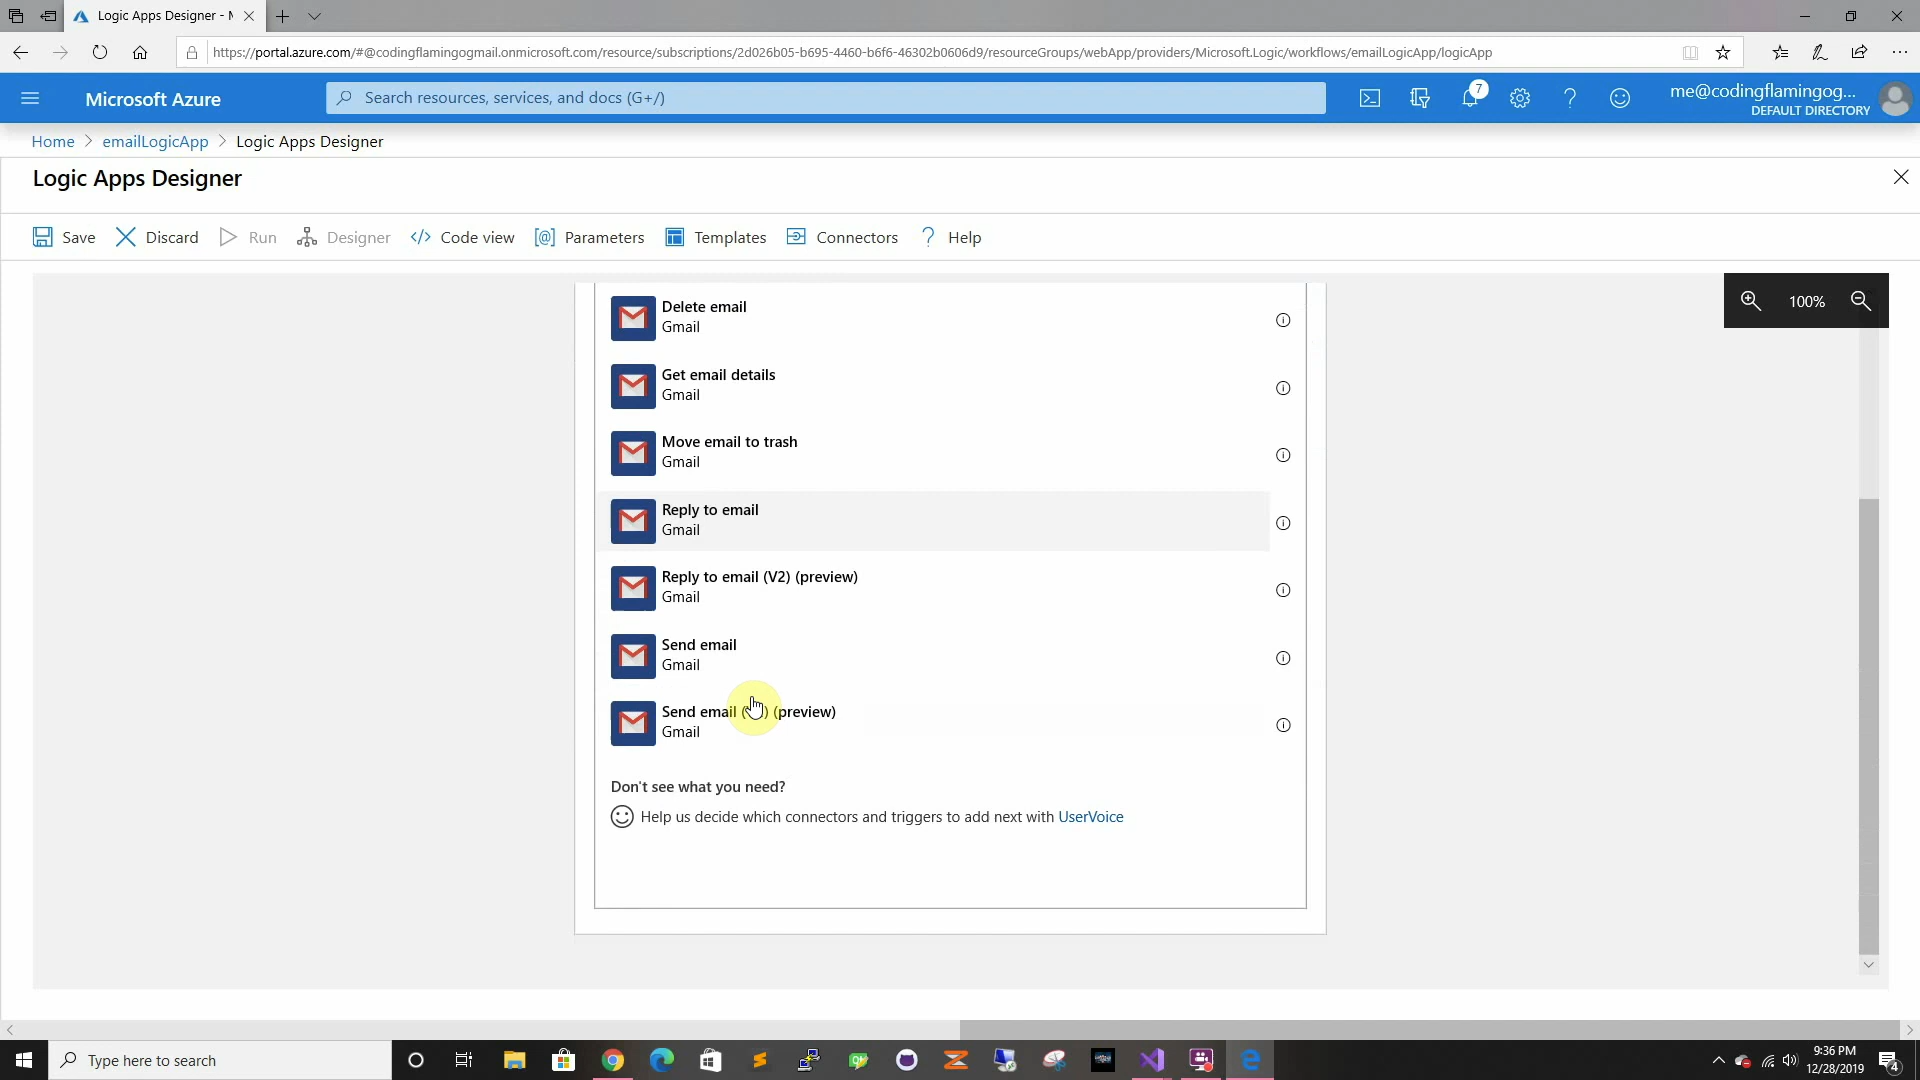 Logic Apps Designer - M
https://portal.azure.com/#@codingflamingogmail.onmicrosoft.com/resource/subscriptions/2d026b05-b695-4460-b6f6-46302b0606d9/resourceGroups/webApp/providers/Microsoft.Logic/workflows/emailLogicApp/logicApp
Microsoft Azure
Search resources, services, and docs (G+/)
7
me@codingflamingog...
DEFAULT DIRECTORY
Home > emailLogicApp > Logic Apps Designer
Logic Apps Designer
Save Discard Run Designer Code view Parameters Templates Connectors Help
100%
Delete email
Gmail
Get email details
Gmail
Move email to trash
Gmail
Reply to email
Gmail
Reply to email (V2) (preview)
Gmail
Send email
Gmail
Send email (preview)
Gmail
Don't see what you need?
Help us decide which connectors and triggers to add next with UserVoice
Type here to search
9:36 PM
12/28/2019
4